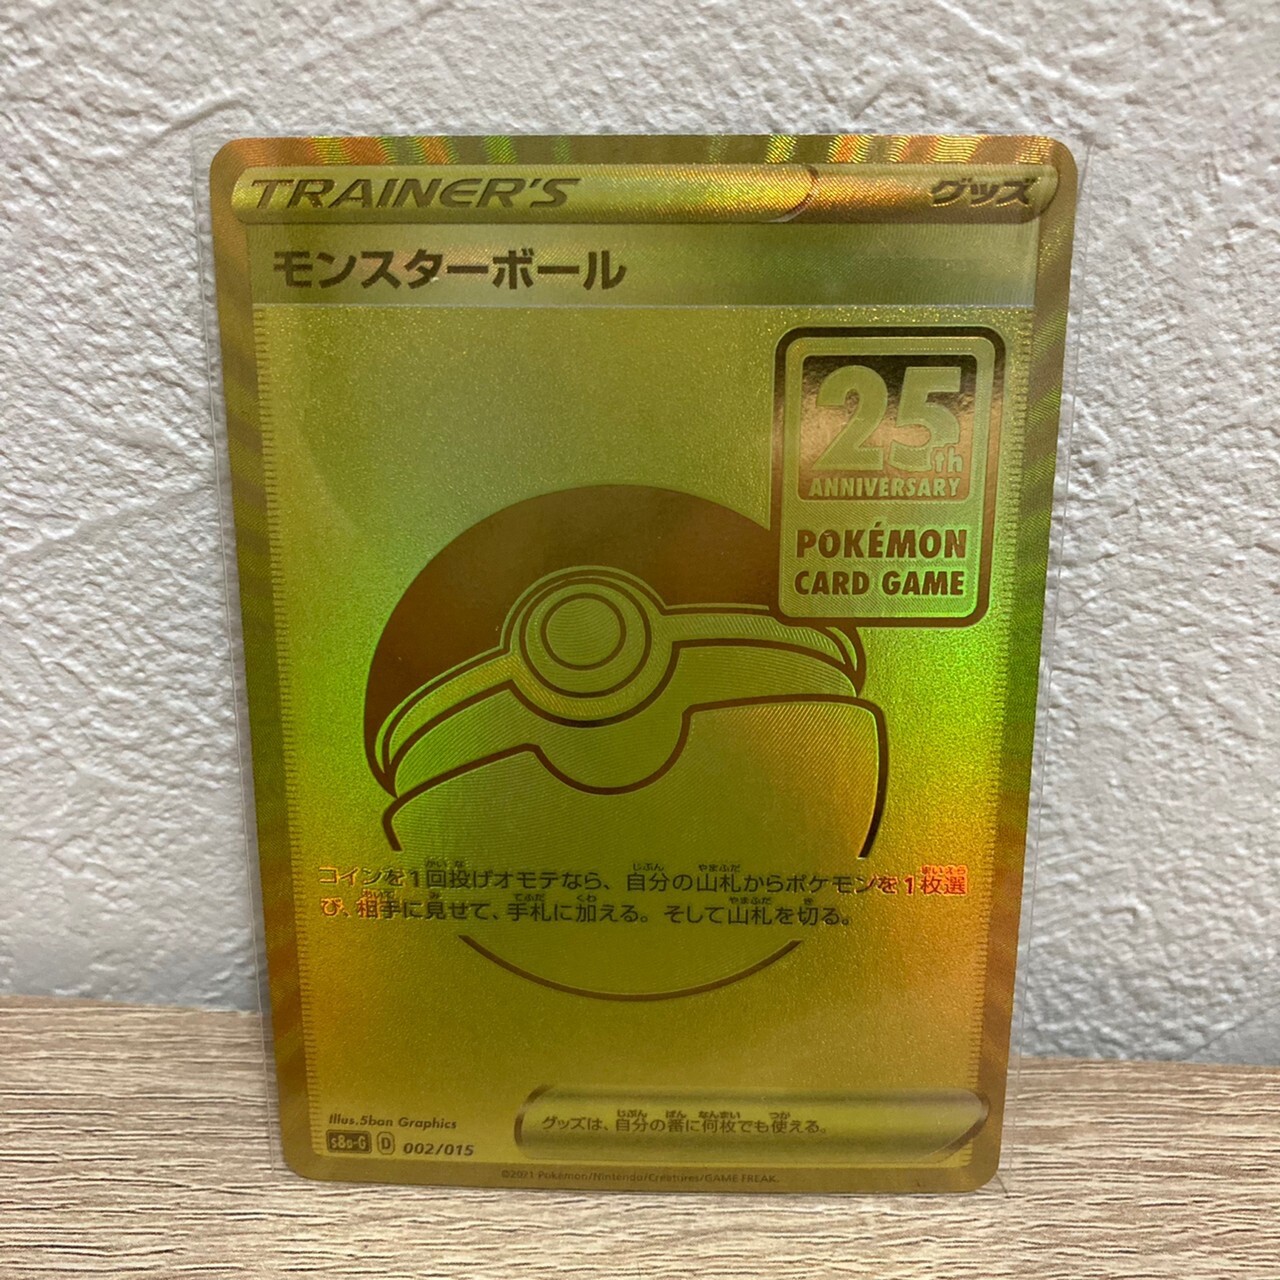 TRAINER'S グッズ
モンスターボール
25th
ANNIVERSARY
POKÉMON
CARD GAME
コインを1回投げオモテなら、自分の山札からポケモンを1枚選
び、相手に見せて、手札に加える。そして山札を切る。
Illus.5ban Graphics
グッズは、自分の番に何枚でも使える。
s8a-G D 002/015
©2021 Pokémon/Nintendo/Creatures/GAME FREAK.